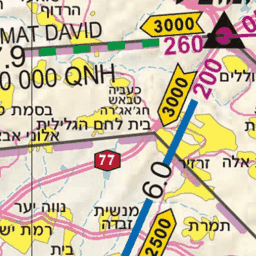 הרדוף
3000
MAT DAVID
260
7.9
0 000 QNH
200
כעביה
טבאש
חג'אג'רה
3000
בסמת
בית לחם הגלילית
אלוני אבא
77
זרזיר
אלה
6.0
נווה יער
מנשית
זבדה
תמרת
רמת יש
2500
בית